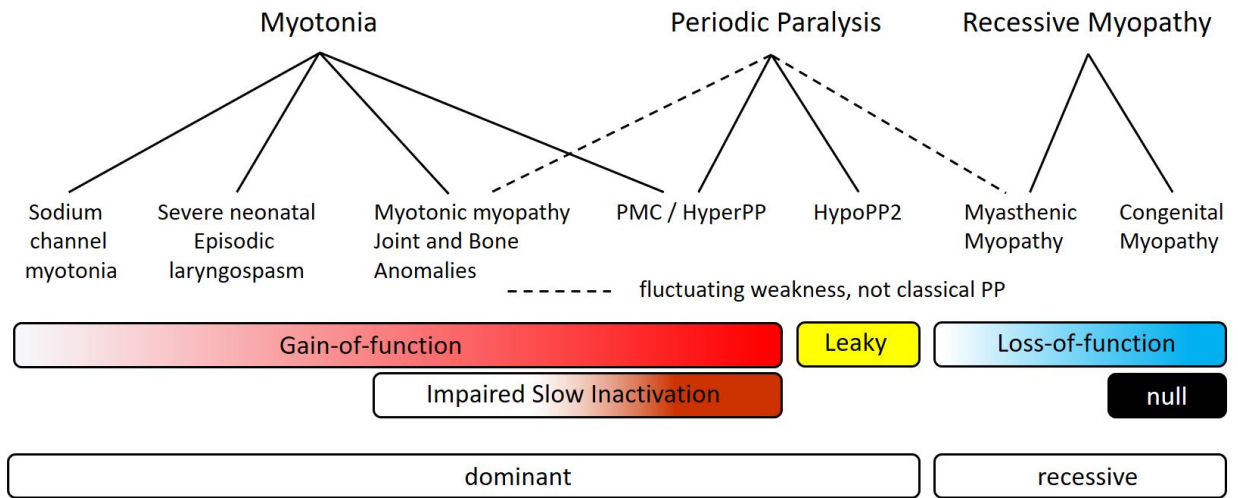 Myotonia
Periodic Paralysis
Recessive Myopathy
Sodium
channel
myotonia
Severe neonatal
Episodic
laryngospasm
Myotonic myopathy
Joint and Bone
Anomalies
PMC / HyperPP
HypoPP2
Myasthenic
Myopathy
Congenital
Myopathy
fluctuating weakness, not classical PP
Gain-of-function
Leaky
Loss-of-function
Impaired Slow Inactivation
null
dominant
recessive